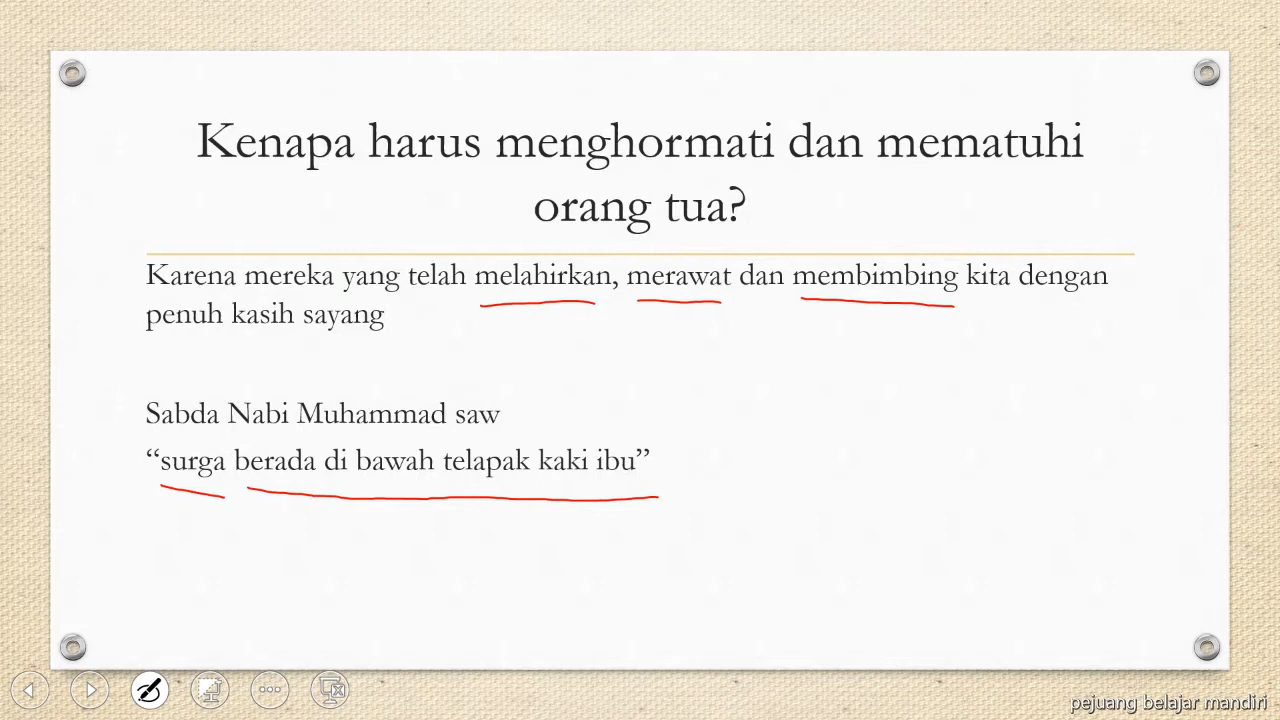 Kenapa harus menghormati dan mematuhi
orang tua?
Karena mereka yang telah melahirkan, merawat dan membimbing kita dengan
penuh kasih sayang
Sabda Nabi Muhammad saw
“surga berada di bawah telapak kaki ibu”
pejuang belajar mandiri